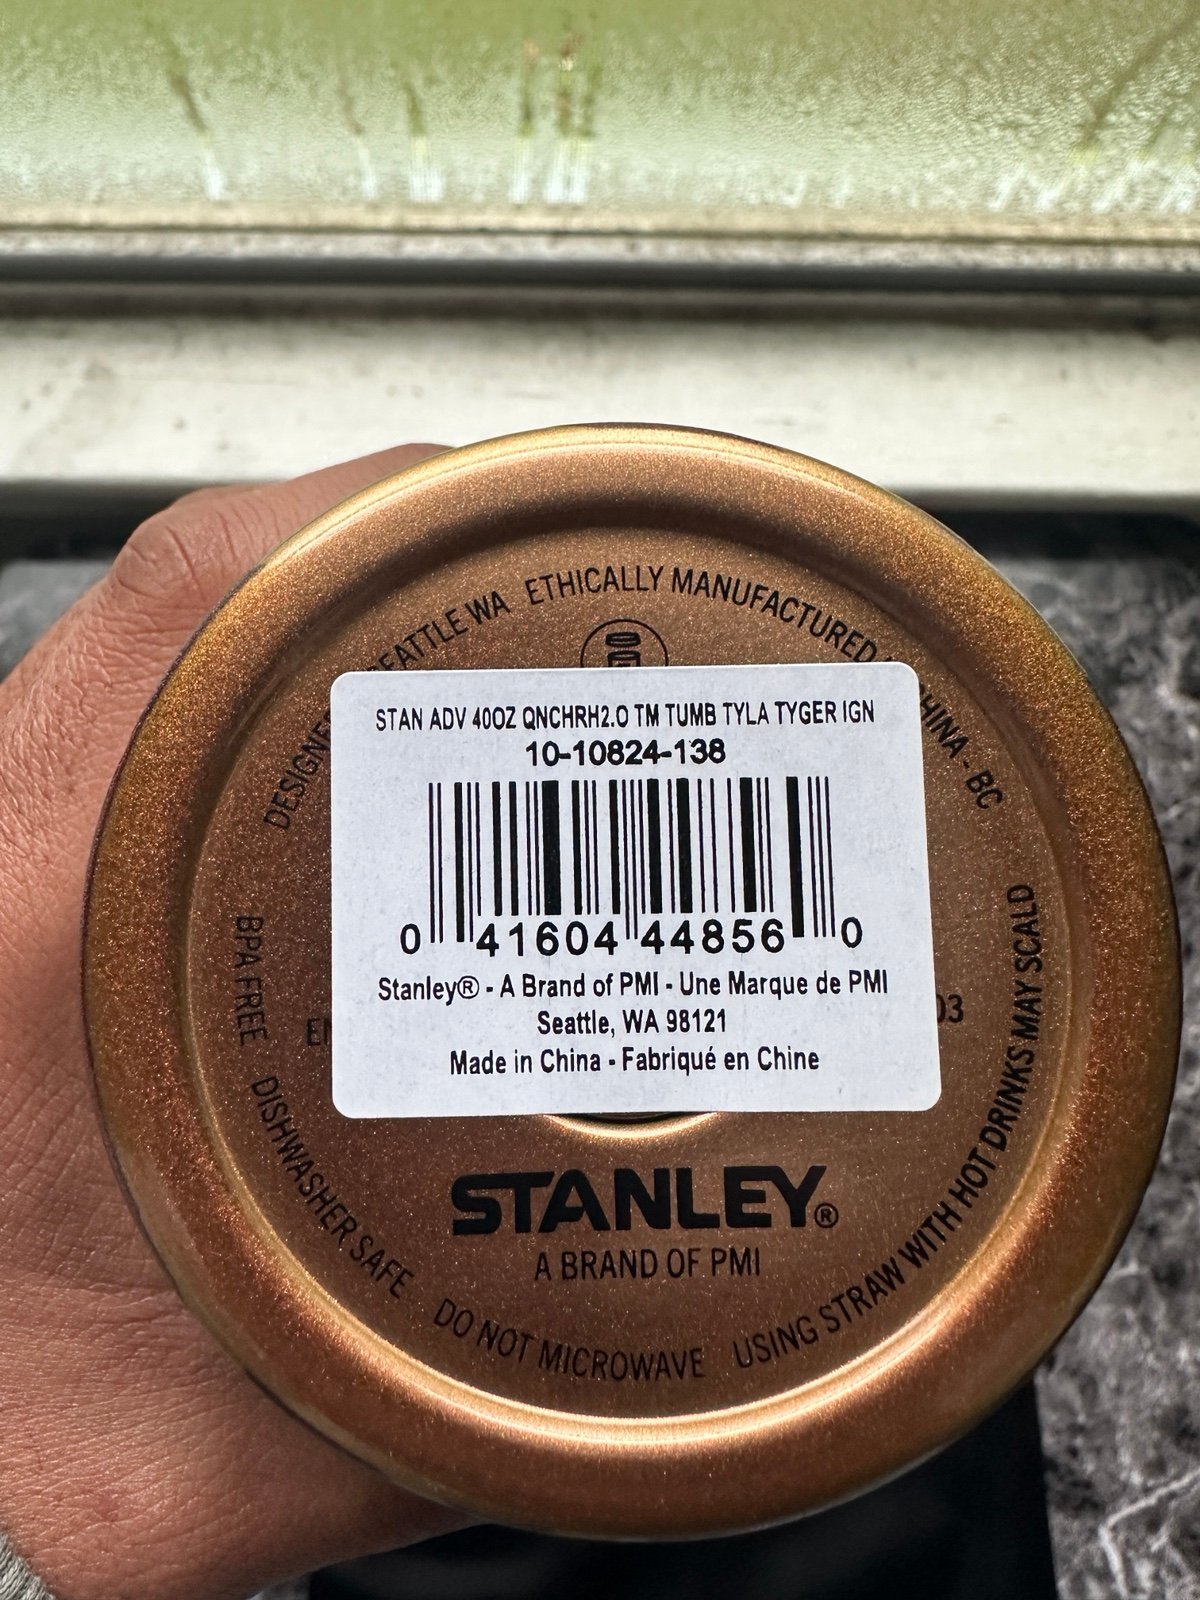 SEATTLE WA ETHICALLY MANUFACTURED
STAN ADV 40OZ QNCHRH2.0 TM TUMB TYLA TYGER IGN
10-10824-138
0 41604 44856 0
Stanley® - A Brand of PMI - Une Marque de PMI
Seattle, WA 98121
Made in China - Fabriqué en Chine
- BC
BPA FREE
DISHWASHER SAFE
DO NOT MICROWAVE
USING STRAW WITH HOT DRINKS MAY SCALD
STANLEY®
A BRAND OF PMI